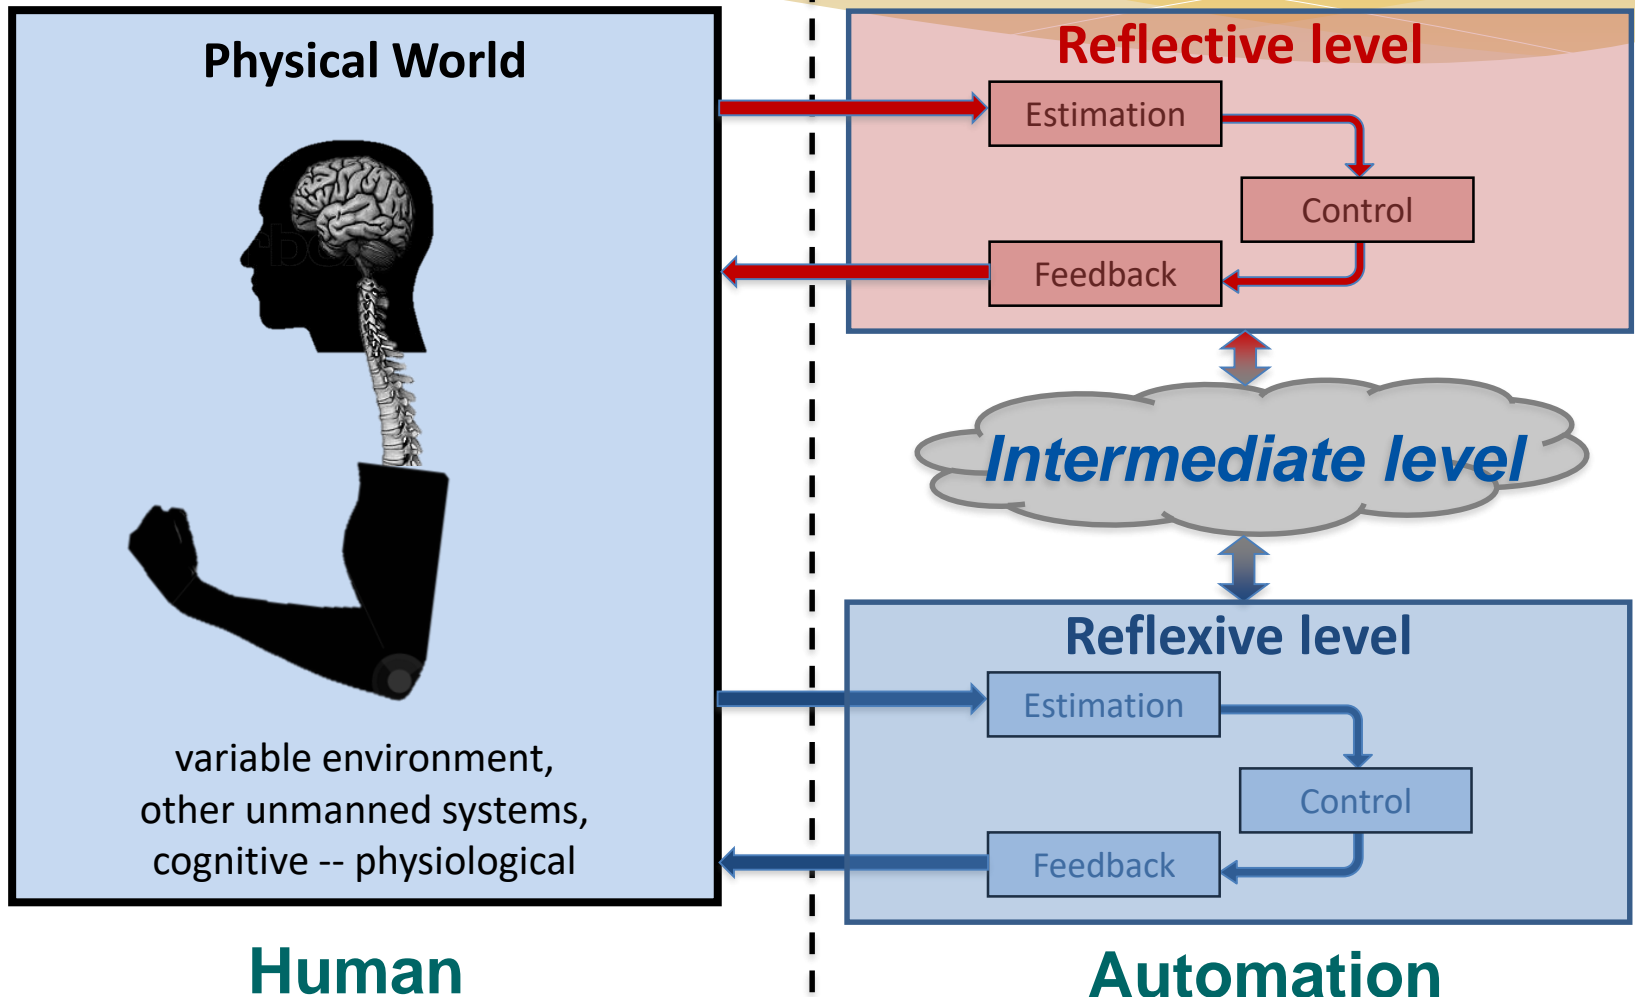 Physical World
variable environment,
other unmanned systems,
cognitive -- physiological
Human
Reflective level
Estimation
Control
Feedback
Intermediate level
Reflexive level
Estimation
Control
Feedback
Automation